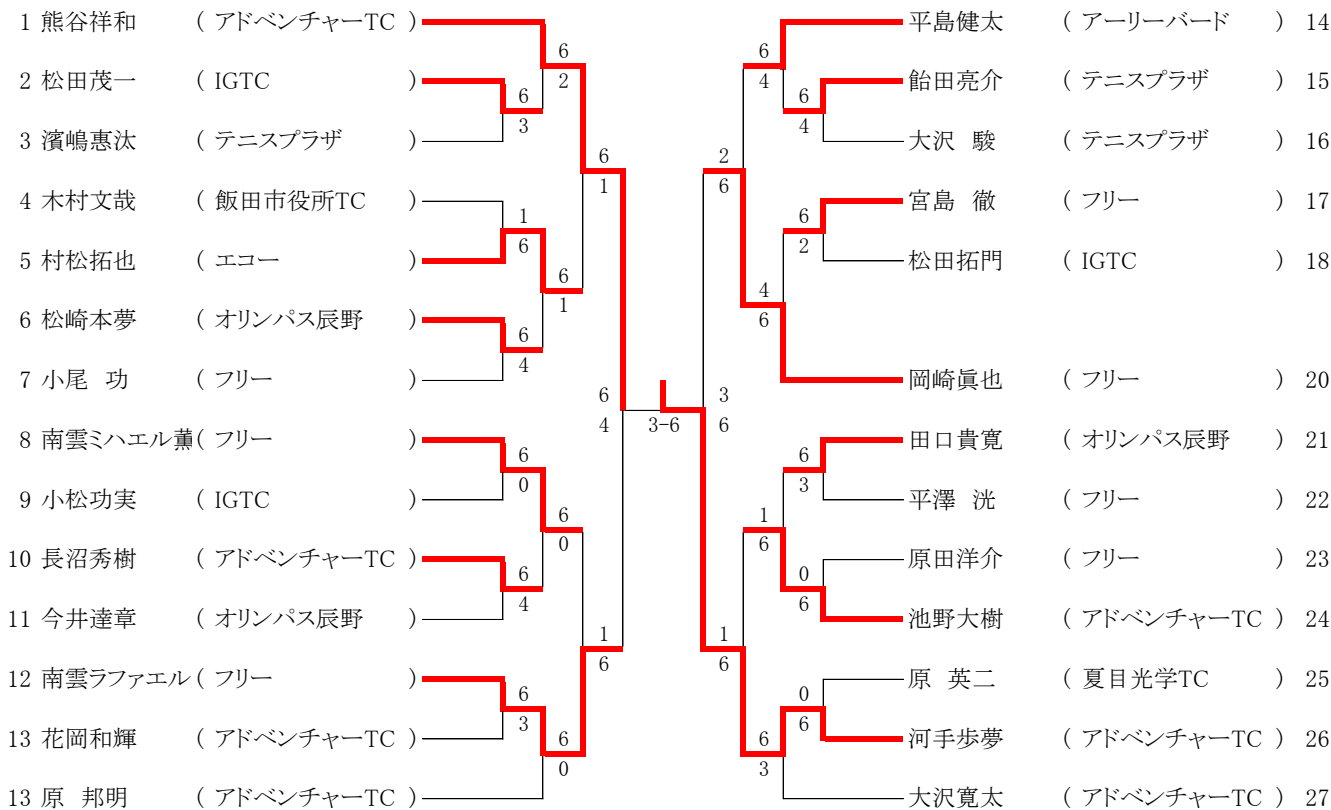 1 熊谷祥和 ( アドベンチャーTC ) 平島健太 ( アーリーバード ) 14
6 6
2 松田茂一 ( IGTC ) 2 4 飴田亮介 ( テニスプラザ ) 15
6 6
3 4
3 濱嶋惠汰 ( テニスプラザ ) 大沢 駿 ( テニスプラザ ) 16
6 2
1 6
4 木村文哉 ( 飯田市役所TC ) 宮島 徹 ( フリー ) 17
1 6
6 2
5 村松拓也 ( エコー ) 松田拓門 ( IGTC ) 18
6 4
1 6
6 松崎本夢 ( オリンパス辰野 )
6
4
7 小尾 功 ( フリー ) 岡崎眞也 ( フリー ) 20
6 3
4 3-6 6
8 南雲ミハエル薫 ( フリー ) 田口貴寛 ( オリンパス辰野 ) 21
6 6
0 3
9 小松功実 ( IGTC ) 平澤 洸 ( フリー ) 22
6 1
0 6
10 長沼秀樹 ( アドベンチャーTC ) 原田洋介 ( フリー ) 23
6 0
4 6
11 今井達章 ( オリンパス辰野 ) 池野大樹 ( アドベンチャーTC ) 24
1 1
6 6
12 南雲ラファエル ( フリー ) 原 英二 ( 夏目光学TC ) 25
6 0
3 6
13 花岡和輝 ( アドベンチャーTC ) 河手歩夢 ( アドベンチャーTC ) 26
6 6
0 3
13 原 邦明 ( アドベンチャーTC ) 大沢寛太 ( アドベンチャーTC ) 27